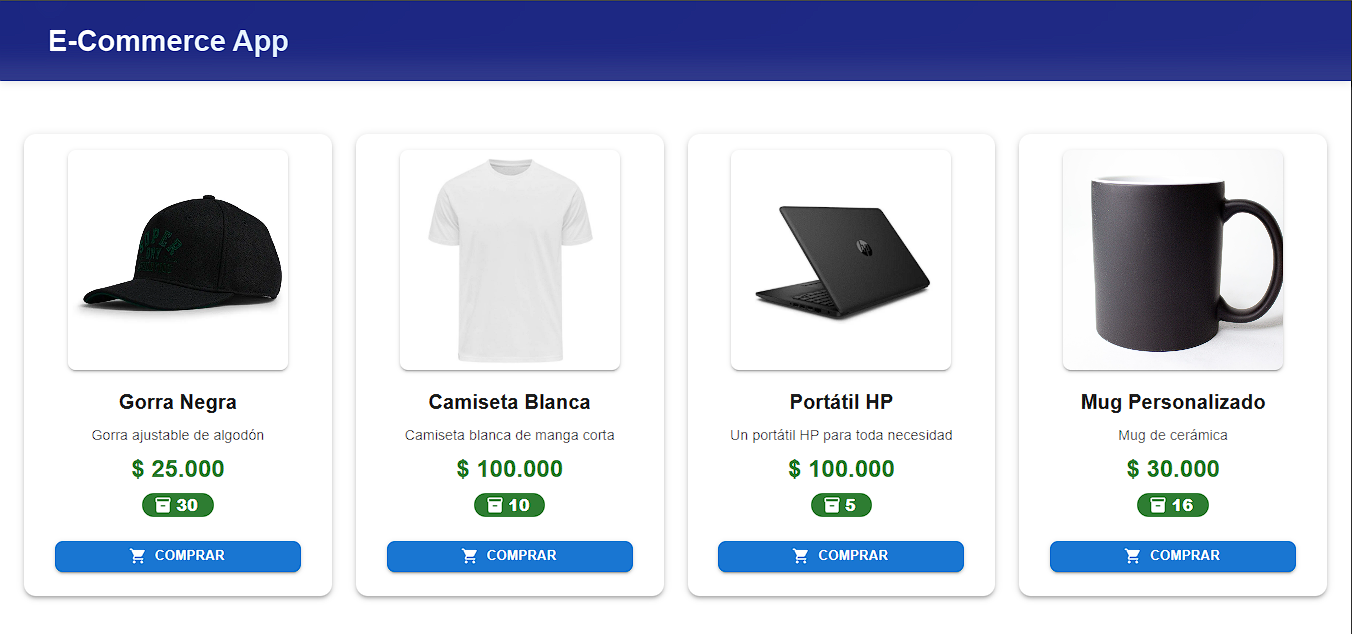 E-Commerce App
Gorra Negra
Gorra ajustable de algodón
$ 25.000
30
COMPRAR
Camiseta Blanca
Camiseta blanca de manga corta
$ 100.000
10
COMPRAR
hp
Portátil HP
Un portátil HP para toda necesidad
$ 100.000
5
COMPRAR
Mug Personalizado
Mug de cerámica
$ 30.000
16
COMPRAR